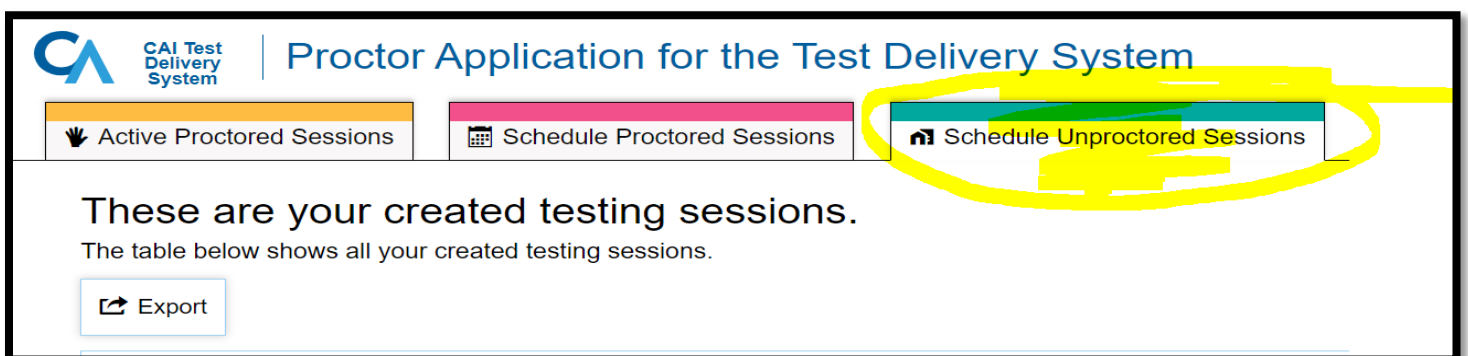 CAI Test
Delivery
System
Proctor Application for the Test Delivery System
Active Proctored Sessions
Schedule Proctored Sessions
Schedule Unproctored Sessions
These are your created testing sessions.
The table below shows all your created testing sessions.
Export